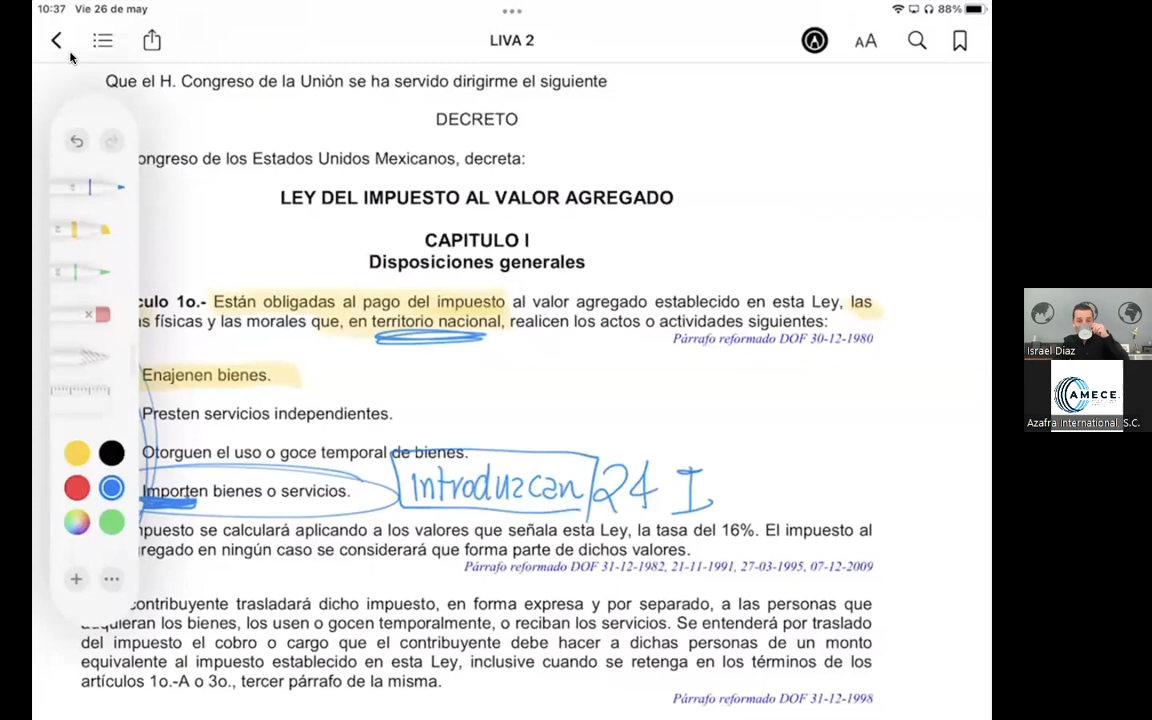 10:37 Vie 26 de may
88%
LIVA 2
AA
Que el H. Congreso de la Unión se ha servido dirigirme el siguiente
DECRETO
ongreso de los Estados Unidos Mexicanos, decreta:
LEY DEL IMPUESTO AL VALOR AGREGADO
CAPITULO I
Disposiciones generales
culo 1o.- Están obligadas al pago del impuesto al valor agregado establecido en esta Ley, las
s físicas y las morales que, en territorio nacional, realicen los actos o actividades siguientes:
Párrafo reformado DOF 30-12-1980
Enajenen bienes.
Presten servicios independientes.
Otorguen el uso o goce temporal de bienes.
Importen bienes o servicios.
introduzcan 24 I
puesto se calculará aplicando a los valores que señala esta Ley, la tasa del 16%. El impuesto al
regado en ningún caso se considerará que forma parte de dichos valores.
Párrafo reformado DOF 31-12-1982, 21-11-1991, 27-03-1995, 07-12-2009
contribuyente trasladará dicho impuesto, en forma expresa y por separado, a las personas que
adquieran los bienes, los usen o gocen temporalmente, o reciban los servicios. Se entenderá por traslado
del impuesto el cobro o cargo que el contribuyente debe hacer a dichas personas de un monto
equivalente al impuesto establecido en esta Ley, inclusive cuando se retenga en los términos de los
artículos 1o.-A o 3o., tercer párrafo de la misma.
Párrafo reformado DOF 31-12-1998
Israel Diaz
AMECE
Azafra International, S.C.